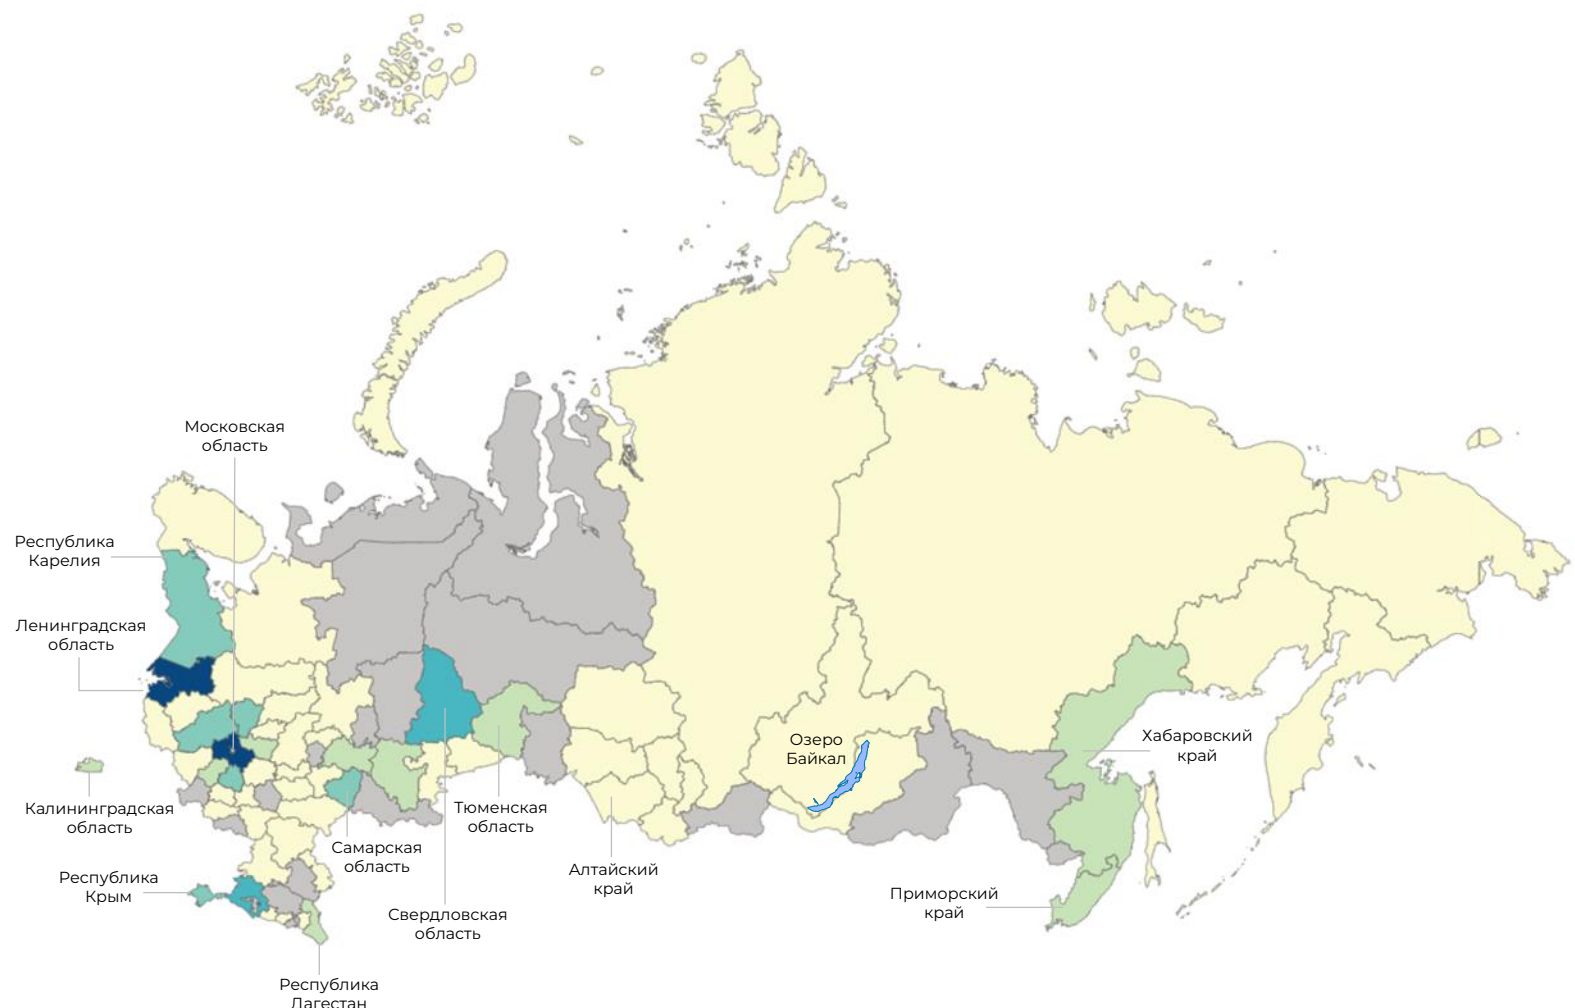 Московская
область
Республика
Карелия
Ленинградская
область
Калининградская
область
Республика
Крым
Самарская
область
Свердловская
область
Республика
Дагестан
Тюменская
область
Алтайский
край
Озеро
Байкал
Хабаровский
край
Приморский
край